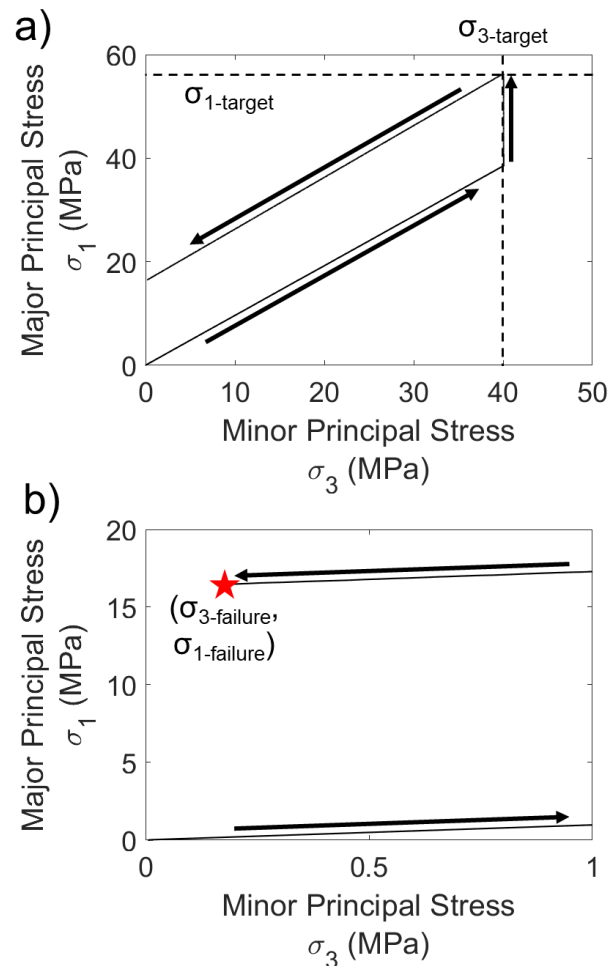 a)
σ3-target
60
σ1-target
40
20
0
0
10
20
30
40
50
Major Principal Stress
σ1 (MPa)
Minor Principal Stress
σ3 (MPa)
b)
20
15
(σ3-failure,
σ1-failure)
10
5
0
0
0.5
1
Major Principal Stress
σ1 (MPa)
Minor Principal Stress
σ3 (MPa)